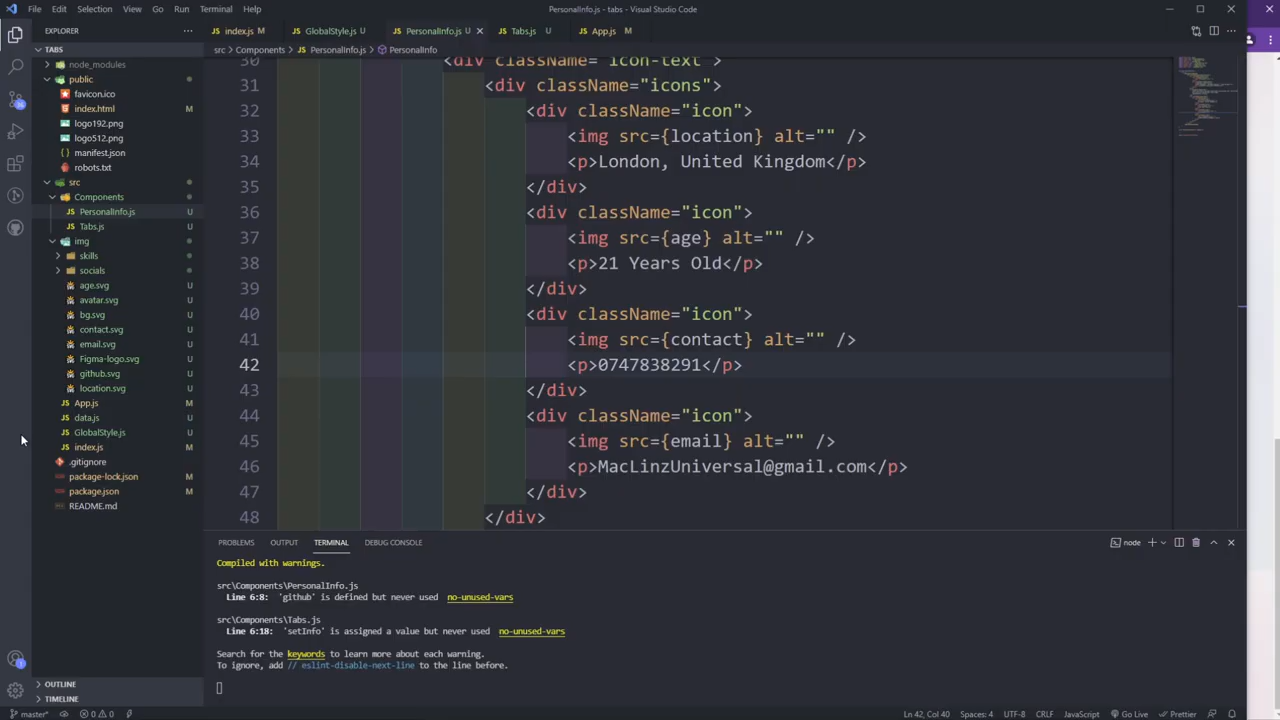 File Edit Selection View Go Run Terminal Help
PersonalInfo.js - tabs - Visual Studio Code
EXPLORER
TABS
node_modules
public
favicon.ico
index.html M
logo192.png
logo512.png
manifest.json
robots.txt
src
Components
PersonalInfo.js U
Tabs.js U
img
skills
socials
age.svg U
avatar.svg U
bg.svg U
contact.svg U
email.svg U
Figma-logo.svg U
github.svg U
location.svg U
App.js M
data.js U
GlobalStyle.js U
index.js M
.gitignore
package-lock.json M
package.json M
README.md
OUTLINE
TIMELINE
index.js M GlobalStyle.js U PersonalInfo.js U Tabs.js U App.js M
src > Components > PersonalInfo.js > PersonalInfo
30 <div className="icon-text">
31 <div className="icons">
32 <div className="icon">
33 <img src={location} alt="" />
34 <p>London, United Kingdom</p>
35 </div>
36 <div className="icon">
37 <img src={age} alt="" />
38 <p>21 Years Old</p>
39 </div>
40 <div className="icon">
41 <img src={contact} alt="" />
42 <p>0747838291</p>
43 </div>
44 <div className="icon">
45 <img src={email} alt="" />
46 <p>MacLinzUniversal@gmail.com</p>
47 </div>
48 </div>
PROBLEMS OUTPUT TERMINAL DEBUG CONSOLE
node
Compiled with warnings.
src\Components\PersonalInfo.js
Line 6:8: 'github' is defined but never used no-unused-vars
src\Components\Tabs.js
Line 6:18: 'setInfo' is assigned a value but never used no-unused-vars
Search for the keywords to learn more about each warning.
To ignore, add // eslint-disable-next-line to the line before.
master* 0 0 Ln 42, Col 40 Spaces: 4 UTF-8 CRLF JavaScript Go Live Prettier